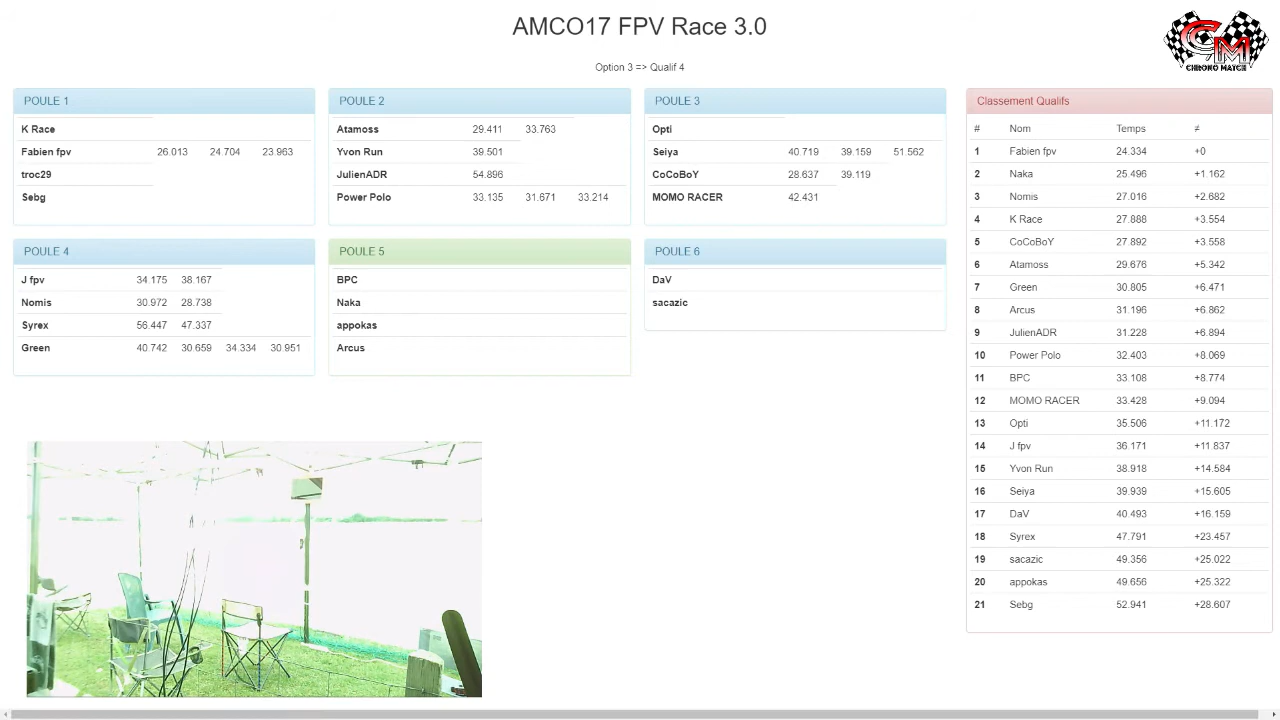 AMCO17 FPV Race 3.0
CM
CHRONO MATCH
Option 3 => Qualif 4
POULE 1
K Race
Fabien fpv 26.013 24.704 23.963
troc29
Sebg
POULE 2
Atamoss 29.411 33.763
Yvon Run 39.501
JulienADR 54.896
Power Polo 33.135 31.671 33.214
POULE 3
Opti
Seiya 40.719 39.159 51.562
CoCoBoY 28.637 39.119
MOMO RACER 42.431
POULE 4
J fpv 34.175 38.167
Nomis 30.972 28.738
Syrex 56.447 47.337
Green 40.742 30.659 34.334 30.951
POULE 5
BPC
Naka
appokas
Arcus
POULE 6
DaV
sacazic
Classement Qualifs
# Nom Temps ≠
1 Fabien fpv 24.334 +0
2 Naka 25.496 +1.162
3 Nomis 27.016 +2.682
4 K Race 27.888 +3.554
5 CoCoBoY 27.892 +3.558
6 Atamoss 29.676 +5.342
7 Green 30.805 +6.471
8 Arcus 31.196 +6.862
9 JulienADR 31.228 +6.894
10 Power Polo 32.403 +8.069
11 BPC 33.108 +8.774
12 MOMO RACER 33.428 +9.094
13 Opti 35.506 +11.172
14 J fpv 36.171 +11.837
15 Yvon Run 38.918 +14.584
16 Seiya 39.939 +15.605
17 DaV 40.493 +16.159
18 Syrex 47.791 +23.457
19 sacazic 49.356 +25.022
20 appokas 49.656 +25.322
21 Sebg 52.941 +28.607